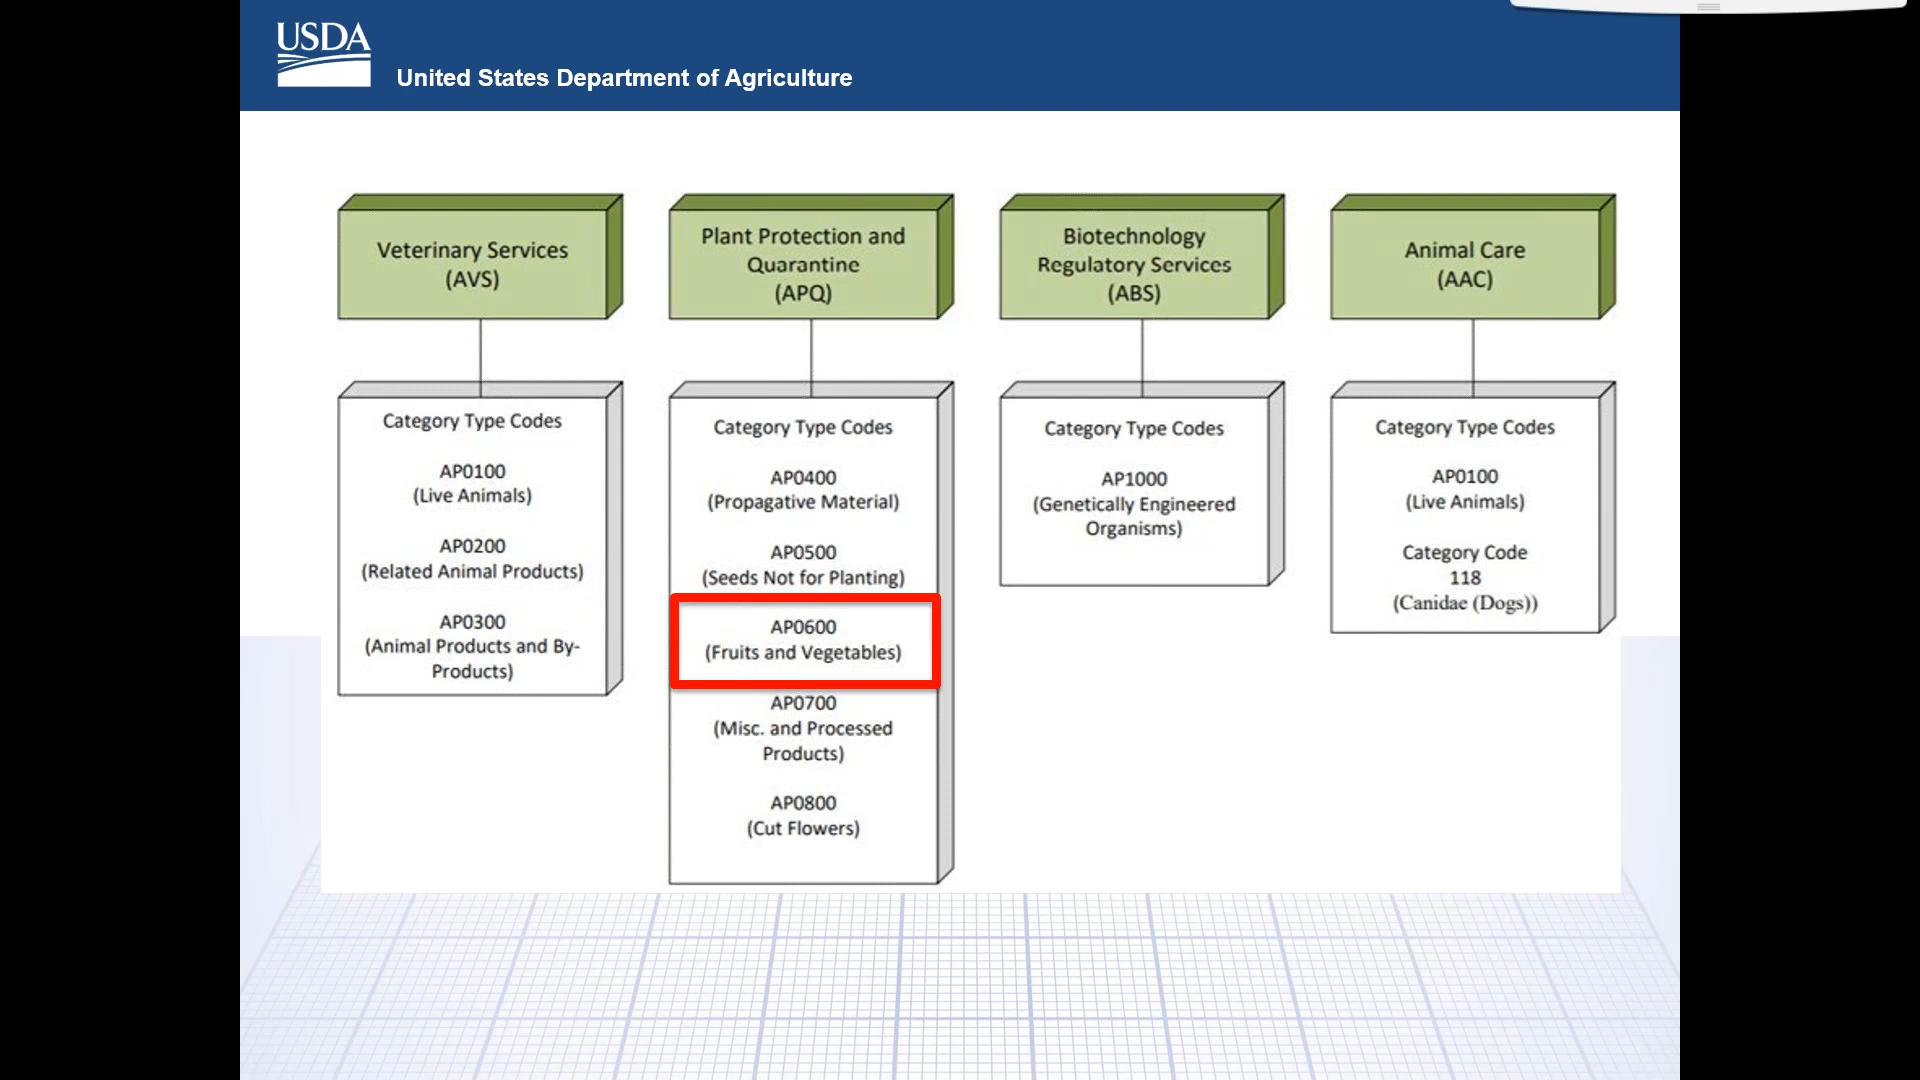 USDA
United States Department of Agriculture
Veterinary Services
(AVS)
Category Type Codes
AP0100
(Live Animals)
AP0200
(Related Animal Products)
AP0300
(Animal Products and By-
Products)
Plant Protection and
Quarantine
(APQ)
Category Type Codes
AP0400
(Propagative Material)
AP0500
(Seeds Not for Planting)
AP0600
(Fruits and Vegetables)
AP0700
(Misc. and Processed
Products)
AP0800
(Cut Flowers)
Biotechnology
Regulatory Services
(ABS)
Category Type Codes
AP1000
(Genetically Engineered
Organisms)
Animal Care
(AAC)
Category Type Codes
AP0100
(Live Animals)
Category Code
118
(Canidae (Dogs))